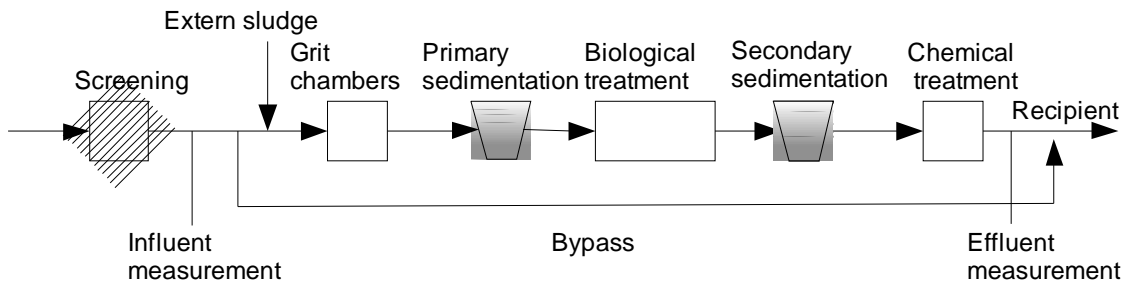 Extern sludge
Screening
Grit
chambers
Primary
sedimentation
Biological
treatment
Secondary
sedimentation
Chemical
treatment
Recipient
Influent
measurement
Bypass
Effluent
measurement